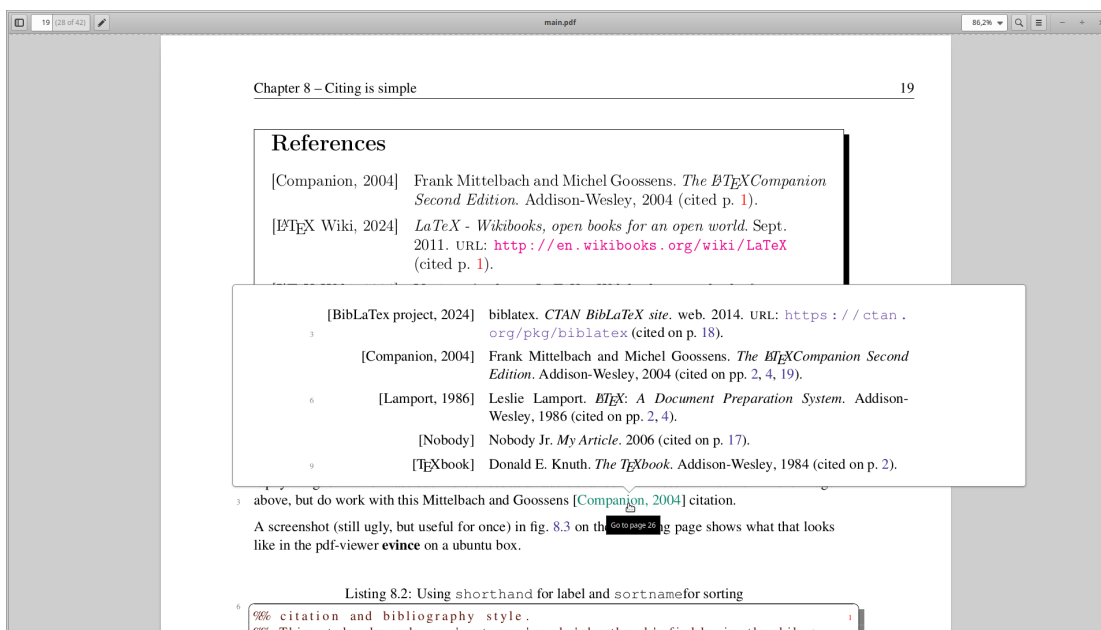 19 (28 of 42)
main.pdf
86,2%
Chapter 8 – Citing is simple 19
References
[Companion, 2004] Frank Mittelbach and Michel Goossens. The LATEXCompanion
Second Edition. Addison-Wesley, 2004 (cited p. 1).
[LATEX Wiki, 2024] LaTeX - Wikibooks, open books for an open world. Sept.
2011. URL: http://en.wikibooks.org/wiki/LaTeX
(cited p. 1).
[BibLaTex project, 2024] biblatex. CTAN BibLaTeX site. web. 2014. URL: https://ctan.
3 org/pkg/biblatex (cited on p. 18).
[Companion, 2004] Frank Mittelbach and Michel Goossens. The LATEXCompanion Second
Edition. Addison-Wesley, 2004 (cited on pp. 2, 4, 19).
6 [Lamport, 1986] Leslie Lamport. LATEX: A Document Preparation System. Addison-
Wesley, 1986 (cited on pp. 2, 4).
[Nobody] Nobody Jr. My Article. 2006 (cited on p. 17).
9 [TEXbook] Donald E. Knuth. The TEXbook. Addison-Wesley, 1984 (cited on p. 2).
3 above, but do work with this Mittelbach and Goossens [Companion, 2004] citation.
A screenshot (still ugly, but useful for once) in fig. 8.3 on the
Go to page 26
page shows what that looks
like in the pdf-viewer evince on a ubuntu box.
Listing 8.2: Using shorthand for label and sortnamefor sorting
6
%% citation and bibliography style. 1